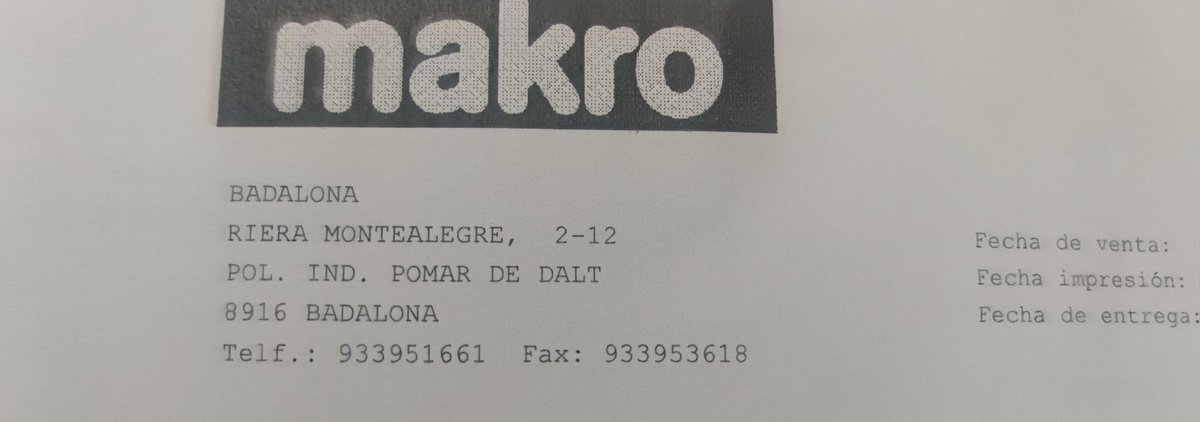 makro
BADALONA
RIERA MONTEALEGRE, 2-12
POL. IND. POMAR DE DALT
8916 BADALONA
Telf.: 933951661 Fax: 933953618
Fecha de venta:
Fecha impresión:
Fecha de entrega: